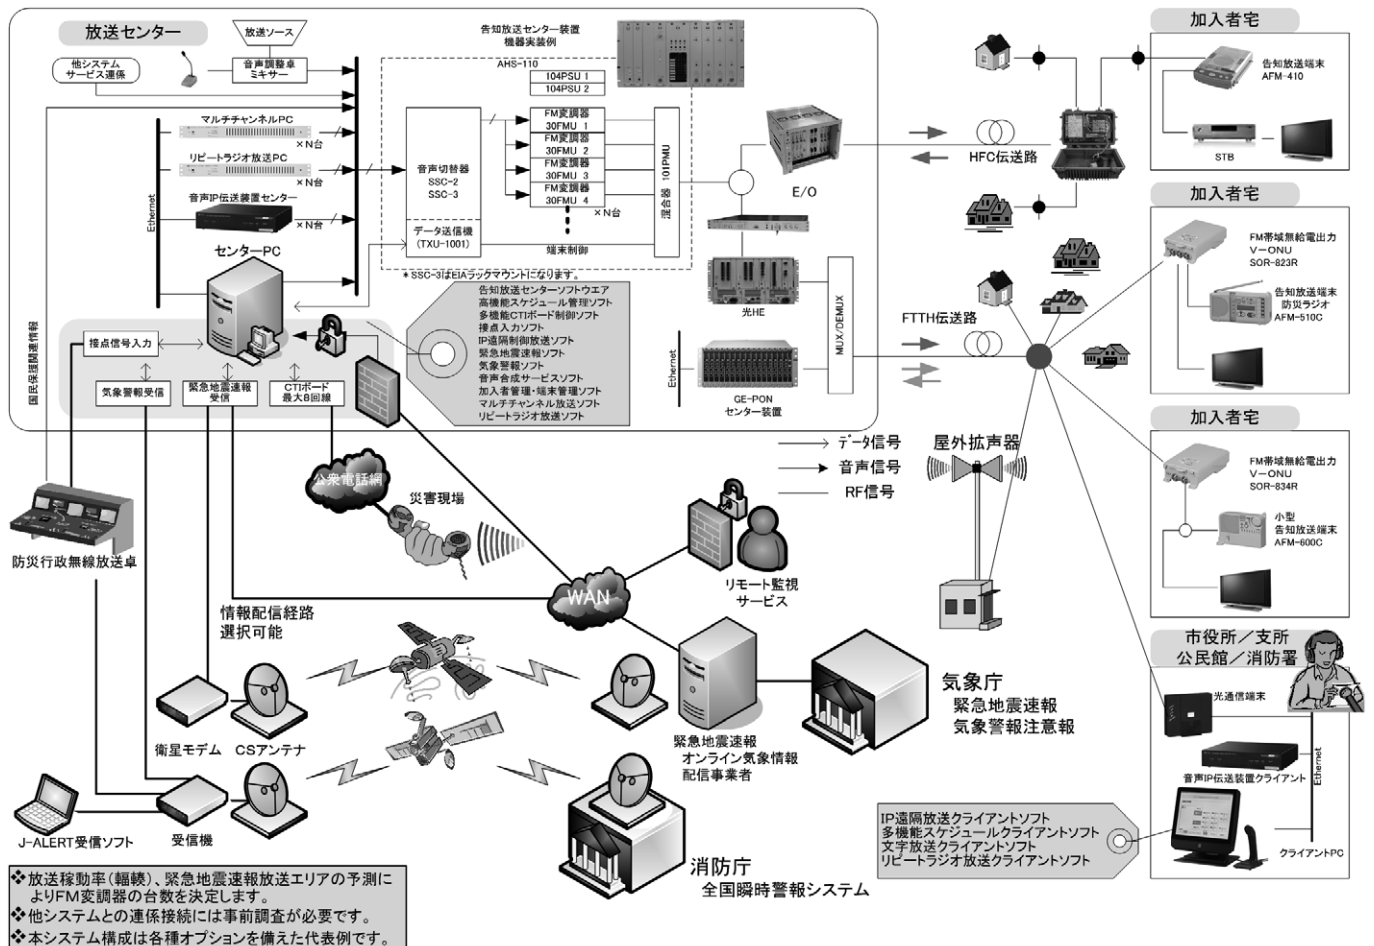 放送センター
放送ソース
他システム
サービス連係
音声調整卓
ミキサー
告知放送センター装置
機器実装例
AHS-110
104PSU 1
104PSU 2
マルチチャンネルPC
×N台
リピートラジオ放送PC
×N台
音声IP伝送装置センター
×N台
Ethernet
センターPC
音声切替器
SSC-2
SSC-3
データ送信機
(TXU-1001)
FM変調器
30FMU 1
FM変調器
30FMU 2
FM変調器
30FMU 3
FM変調器
30FMU 4
×N台
端末制御
混合器 101PMU
＊SSC-3はEIAラックマウントになります。
E/O
光HE
Ethernet
GE-PON
センター装置
MUX/DEMUX
告知放送センターソフトウエア
高機能スケジュール管理ソフト
多機能CTIボード制御ソフト
接点入力ソフト
IP遠隔制御放送ソフト
緊急地震速報ソフト
気象警報ソフト
音声合成サービスソフト
加入者管理・端末管理ソフト
マルチチャンネル放送ソフト
リピートラジオ放送ソフト
国民保護関連情報
接点信号入力
気象警報受信
緊急地震速報
受信
CTIボード
最大8回線
HFC伝送路
FTTH伝送路
加入者宅
告知放送端末
AFM-410
STB
加入者宅
FM帯域無給電出力
V-ONU
SOR-823R
告知放送端末
防災ラジオ
AFM-510C
加入者宅
FM帯域無給電出力
V-ONU
SOR-834R
小型
告知放送端末
AFM-600C
データ信号
音声信号
RF信号
屋外拡声器
公衆電話網
災害現場
防災行政無線放送卓
情報配信経路
選択可能
WAN
リモート監視
サービス
衛星モデム
CSアンテナ
緊急地震速報
オンライン気象情報
配信事業者
気象庁
緊急地震速報
気象警報注意報
J-ALERT受信ソフト
受信機
消防庁
全国瞬時警報システム
市役所／支所
公民館／消防署
光通信端末
音声IP伝送装置クライアント
Ethernet
クライアントPC
IP遠隔放送クライアントソフト
多機能スケジュールクライアントソフト
文字放送クライアントソフト
リピートラジオ放送クライアントソフト
❖放送稼動率（輻輳）、緊急地震速報放送エリアの予測に
よりFM変調器の台数を決定します。
❖他システムとの連係接続には事前調査が必要です。
❖本システム構成は各種オプションを備えた代表例です。